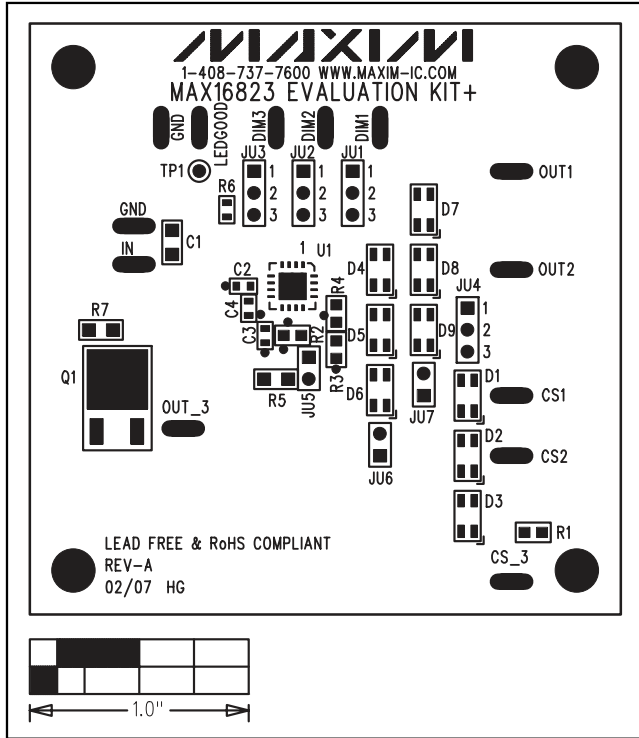 MAXIM
1-408-737-7600 WWW.MAXIM-IC.COM
MAX16823 EVALUATION KIT+
GND
LEDGOOD
DIM3
DIM2
DIM1
TP1
JU3
JU2
JU1
1
2
3
1
2
3
1
2
3
OUT1
R6
D7
GND
C1
IN
1 U1
OUT2
C2
D4
D8
JU4
C4
R4
1
2
3
R7
C3
R2
D5
D9
Q1
R3
R5
JU5
D6
D1
CS1
OUT_3
JU7
D2
CS2
JU6
D3
R1
LEAD FREE & RoHS COMPLIANT
REV-A
02/07 HG
CS_3
1.0"